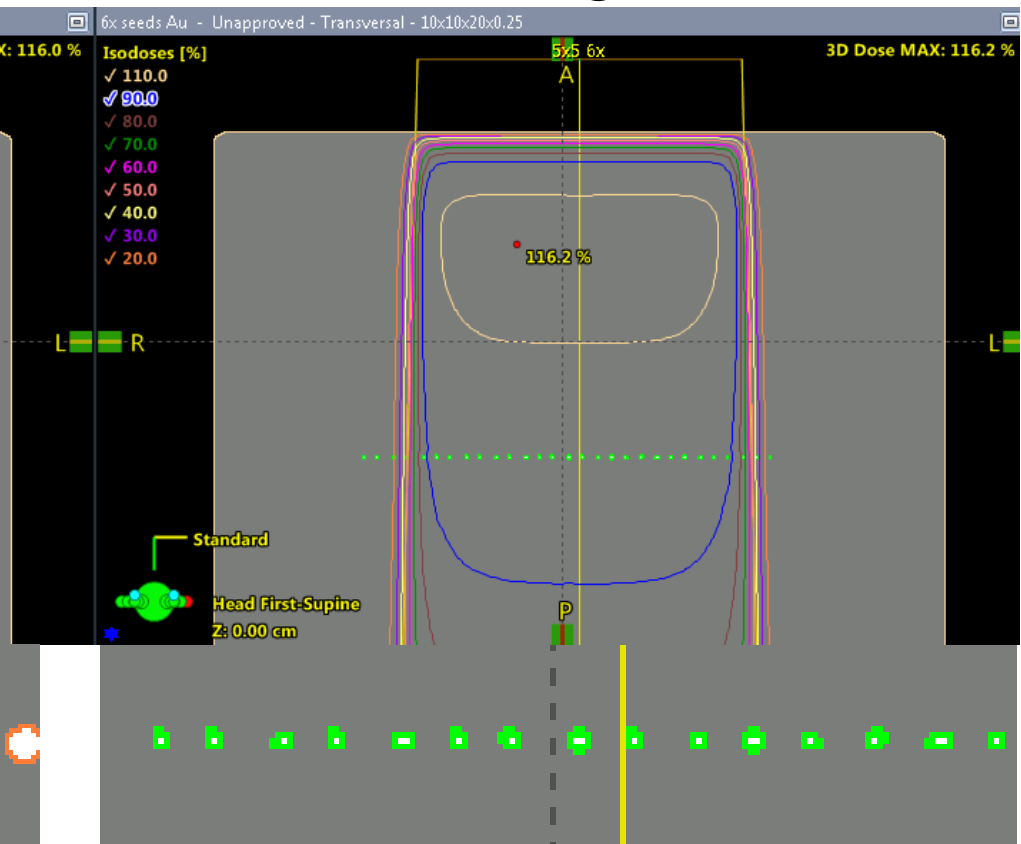 6x seeds Au - Unapproved - Transversal - 10x10x20x0.25
X: 116.0 %
Isodoses [%]
5x5 6x
3D Dose MAX: 116.2 %
A
✓ 110.0
✓ 90.0
✓ 80.0
✓ 70.0
✓ 60.0
✓ 50.0
✓ 40.0
✓ 30.0
✓ 20.0
116.2 %
L
R
L
Standard
Head First-Supine
P
Z: 0.00 cm